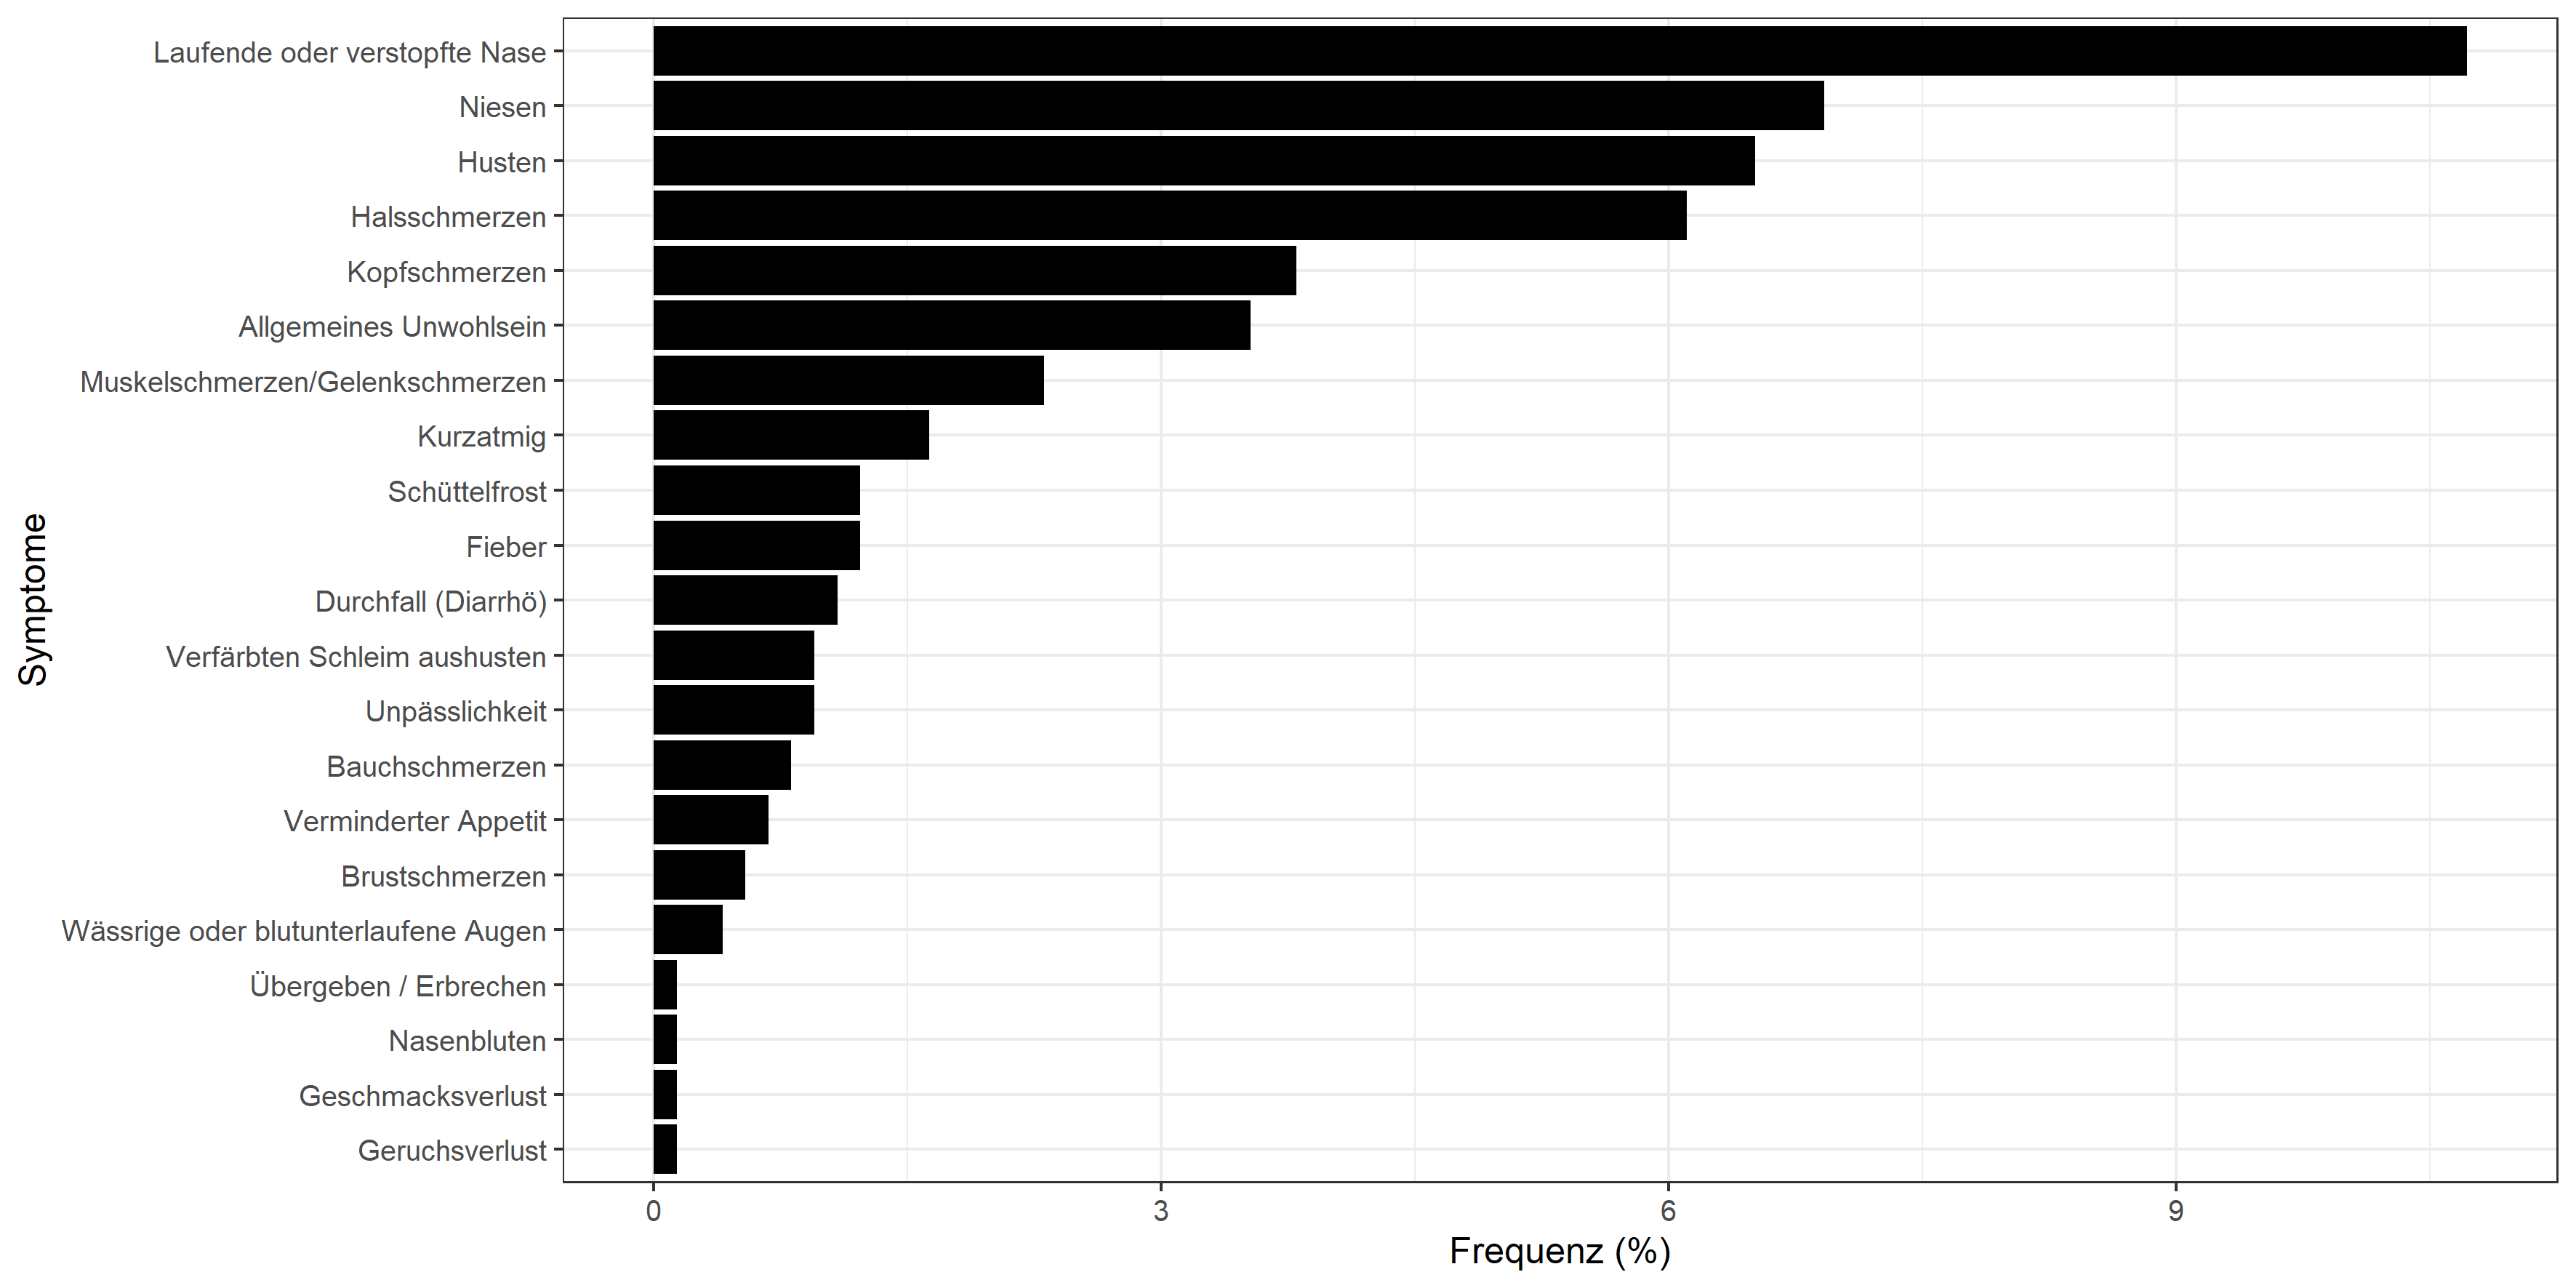 Laufende oder verstopfte Nase
Niesen
Husten
Halsschmerzen
Kopfschmerzen
Allgemeines Unwohlsein
Muskelschmerzen/Gelenkschmerzen
Kurzatmig
Schüttelfrost
Fieber
Durchfall (Diarrhö)
Verfärbten Schleim aushusten
Unpässlichkeit
Bauchschmerzen
Verminderter Appetit
Brustschmerzen
Wässrige oder blutunterlaufene Augen
Übergeben / Erbrechen
Nasenbluten
Geschmacksverlust
Geruchsverlust
Symptome
0 3 6 9
Frequenz (%)